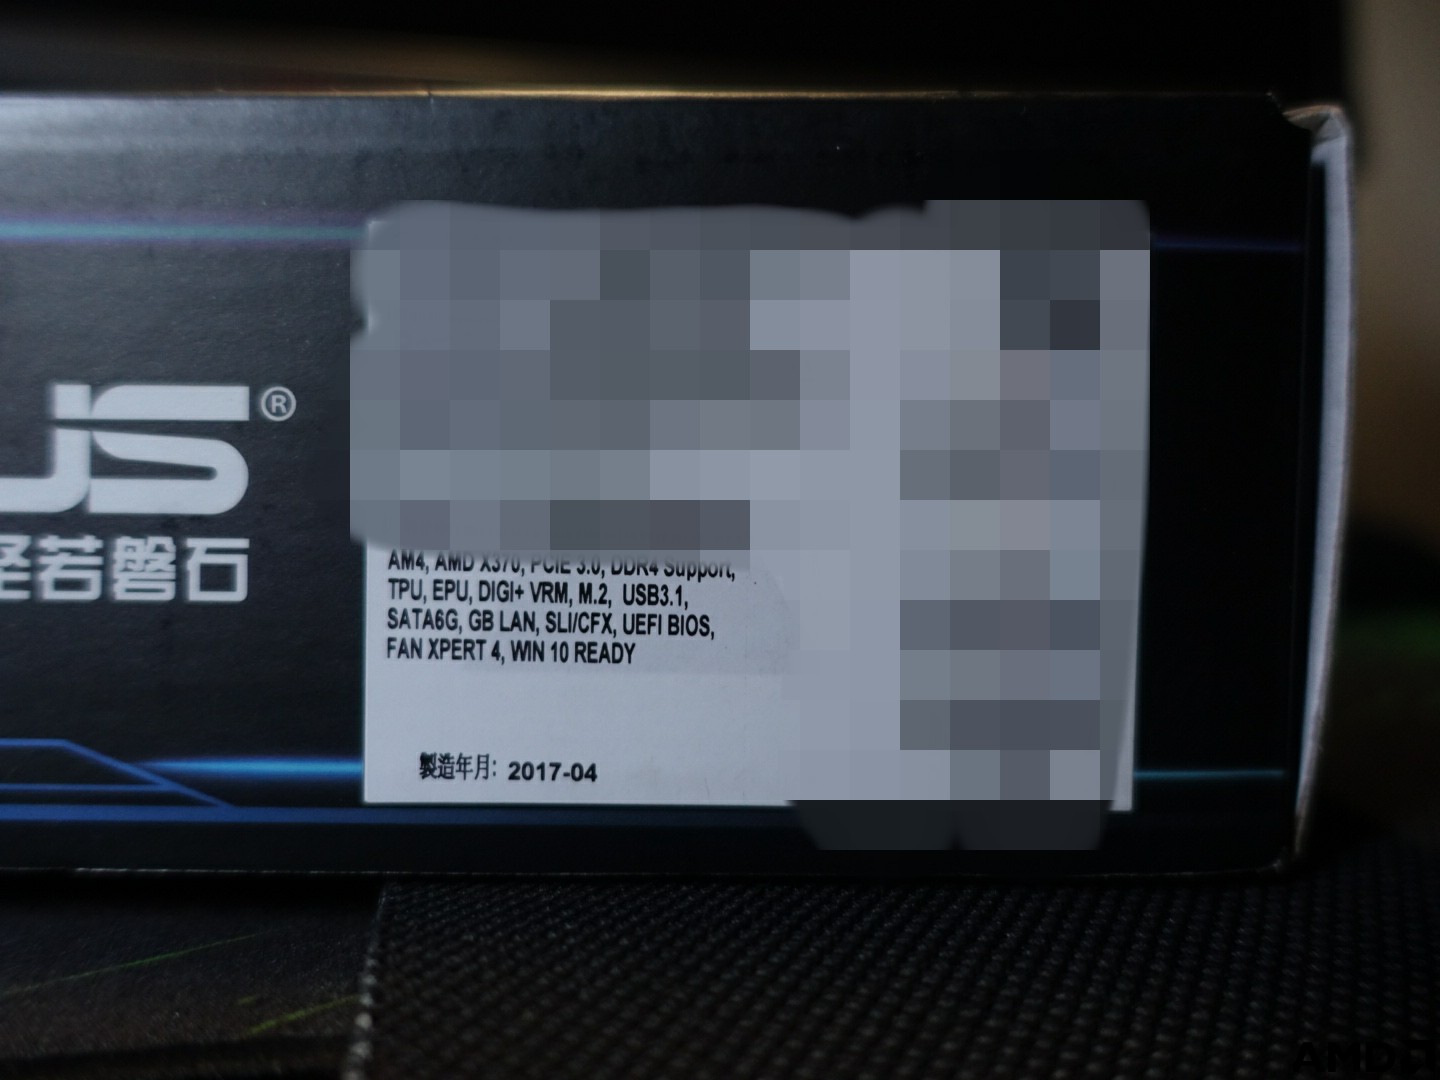 US®
坚若磐石
AM4, AMD X370, PCIE 3.0, DDR4 Support,
TPU, EPU, DIGI+ VRM, M.2, USB3.1,
SATA6G, GB LAN, SLI/CFX, UEFI BIOS,
FAN XPERT 4, WIN 10 READY
製造年月: 2017-04